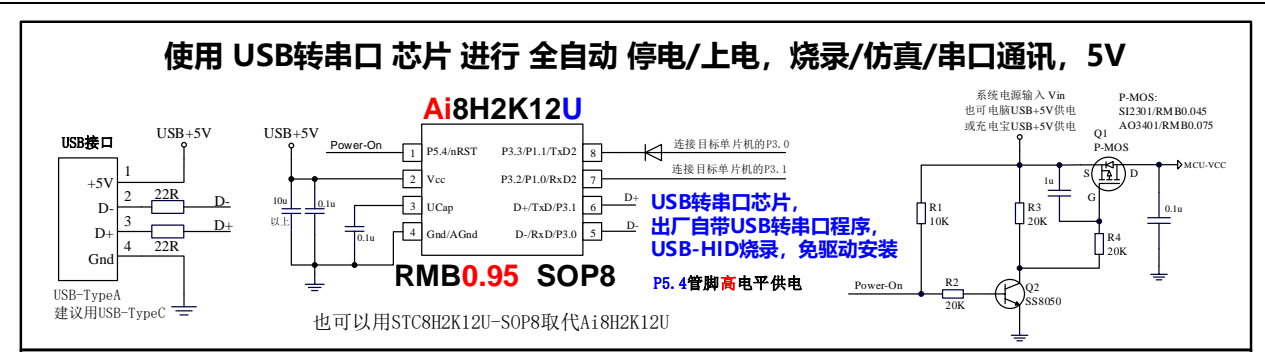 使用 USB转串口 芯片 进行 全自动 停电/上电，烧录/仿真/串口通讯，5V
USB接口
USB+5V
+5V
1
D-
2
22R
D-
D+
3
22R
D+
Gnd
4
USB-TypeA
建议用USB-TypeC
USB+5V
10u
以上
0.1u
0.1u
Power-On
Ai8H2K12U
1
P5.4/nRST
2
Vcc
3
UCap
4
Gnd/AGnd
P3.3/P1.1/TxD2
8
连接目标单片机的P3.0
P3.2/P1.0/RxD2
7
连接目标单片机的P3.1
D+/TxD/P3.1
6
D+
D-/RxD/P3.0
5
D-
RMB0.95 SOP8
也可以用STC8H2K12U-SOP8取代Ai8H2K12U
USB转串口芯片，
出厂自带USB转串口程序，
USB-HID烧录，免驱动安装
P5.4管脚高电平供电
系统电源输入 Vin
也可电脑USB+5V供电
或充电宝USB+5V供电
P-MOS:
SI2301/RMB0.045
AO3401/RMB0.075
Q1
P-MOS
S
D
G
MCU-VCC
1u
0.1u
R1
10K
R3
20K
R4
20K
Power-On
R2
20K
Q2
SS8050